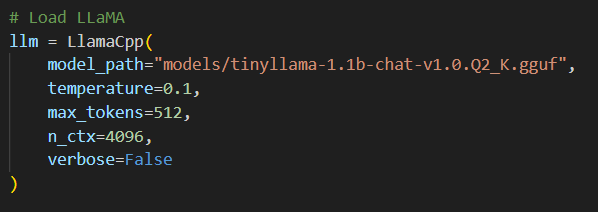 # Load LLaMA
llm = LlamaCpp(
    model_path="models/tinyllama-1.1b-chat-v1.0.Q2_K.gguf",
    temperature=0.1,
    max_tokens=512,
    n_ctx=4096,
    verbose=False
)